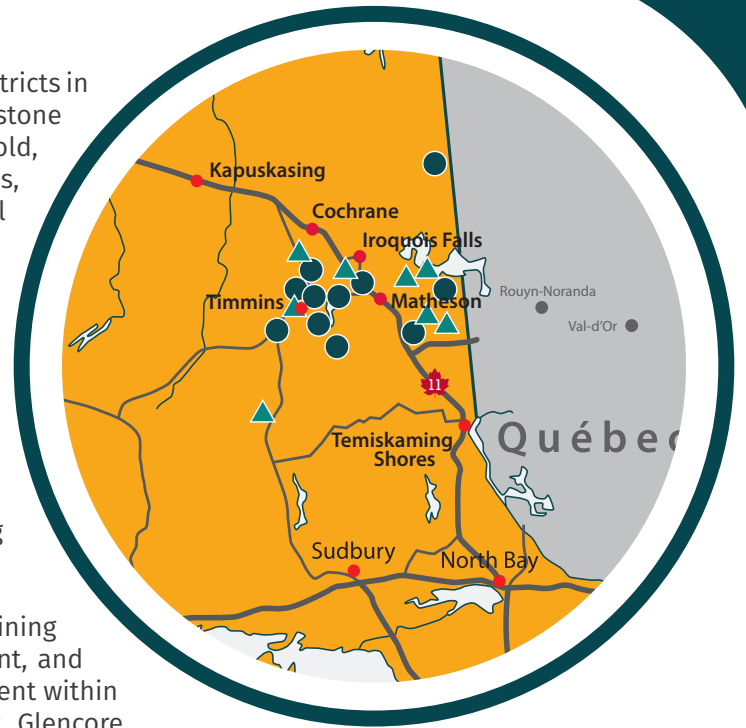 tricts in
stone
old,
s,
l
g
ining
nt, and
ent within
Glencore
Kapuskasing
Cochrane
Iroquois Falls
Timmins
Matheson
Rouyn-Noranda
Val-d'Or
11
Temiskaming
Shores
Québec
Sudbury
North Bay